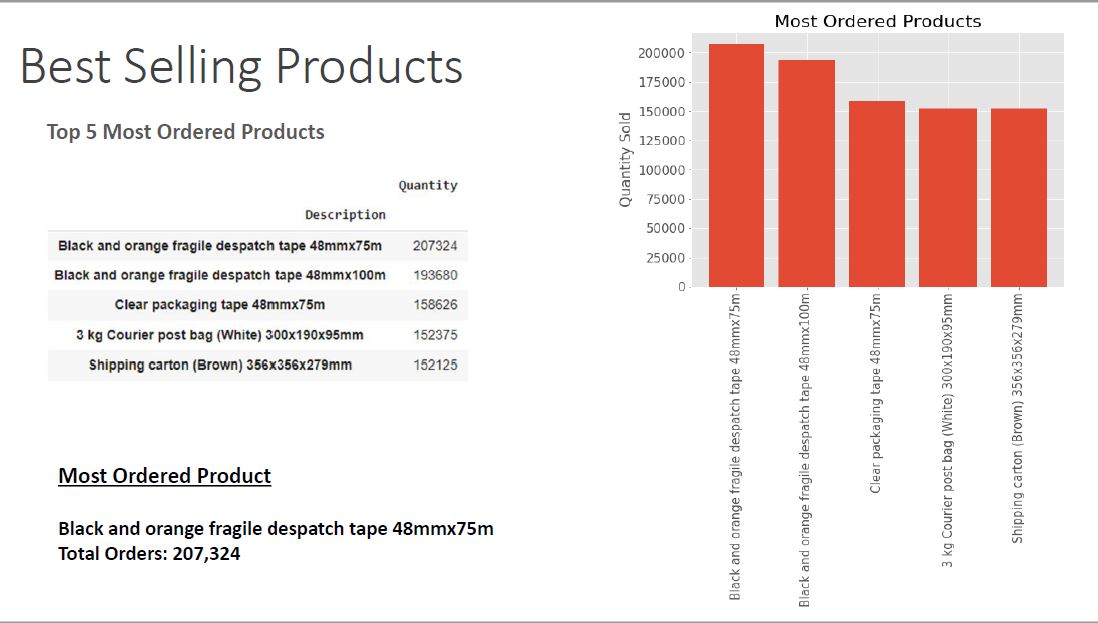 Best Selling Products
Top 5 Most Ordered Products
Quantity
Description
Black and orange fragile despatch tape 48mmx75m 207324
Black and orange fragile despatch tape 48mmx100m 193680
Clear packaging tape 48mmx75m 158626
3 kg Courier post bag (White) 300x190x95mm 152375
Shipping carton (Brown) 356x356x279mm 152125
Most Ordered Product
Black and orange fragile despatch tape 48mmx75m
Total Orders: 207,324
Most Ordered Products
Quantity Sold
200000
175000
150000
125000
100000
75000
50000
25000
0
Black and orange fragile despatch tape 48mmx75m
Black and orange fragile despatch tape 48mmx100m
Clear packaging tape 48mmx75m
3 kg Courier post bag (White) 300x190x95mm
Shipping carton (Brown) 356x356x279mm